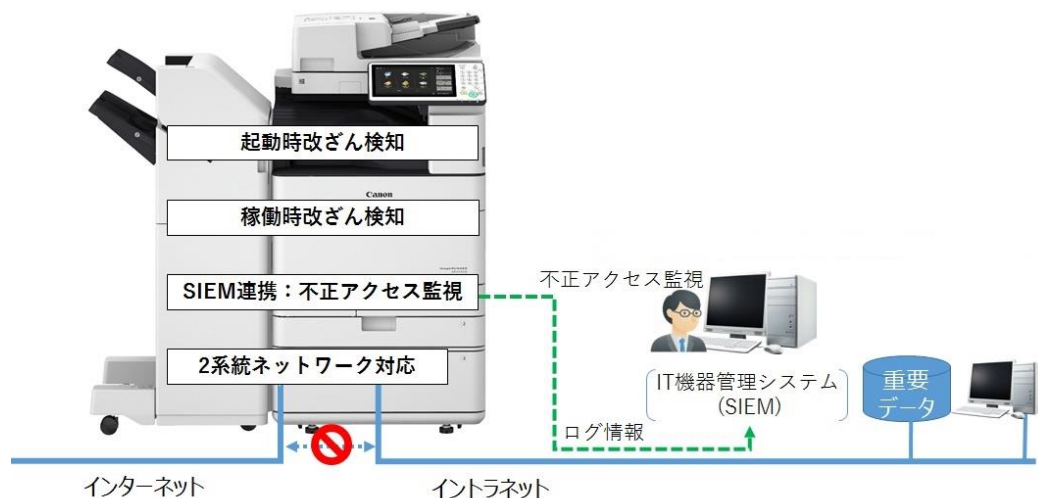 起動時改ざん検知
Canon
稼働時改ざん検知
SIEM連携：不正アクセス監視
不正アクセス監視
2系統ネットワーク対応
IT機器管理システム
(SIEM)
重要
データ
ログ情報
インターネット
イントラネット